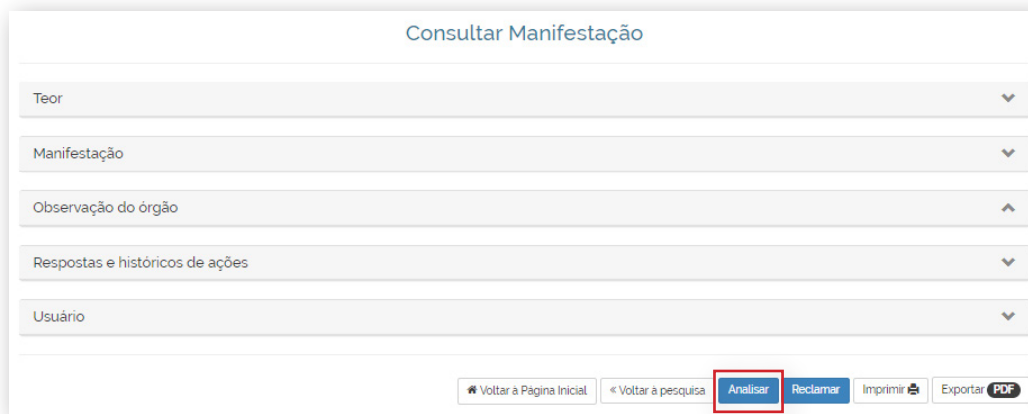 Consultar Manifestação
Teor
Manifestação
Observação do órgão
Respostas e históricos de ações
Usuário
Voltar à Página Inicial « Voltar à pesquisa Analisar Reclamar Imprimir Exportar PDF